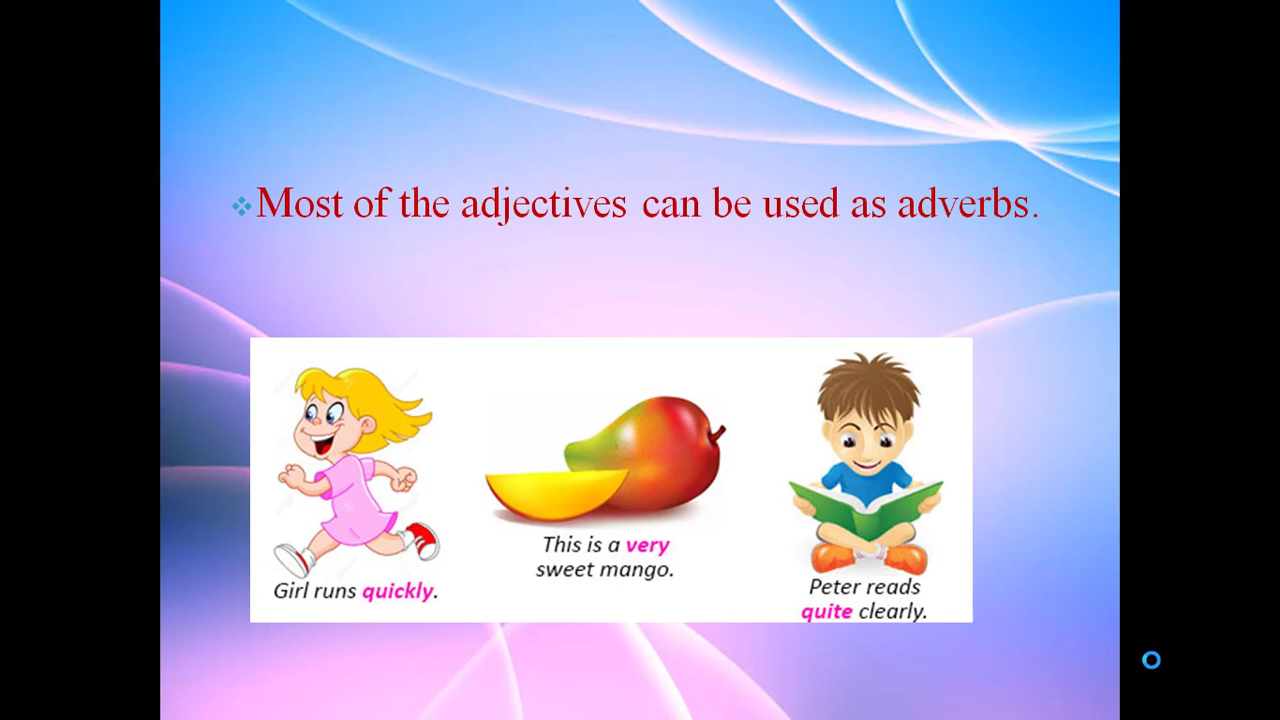 Most of the adjectives can be used as adverbs.
Girl runs quickly.
This is a very
sweet mango.
Peter reads
quite clearly.